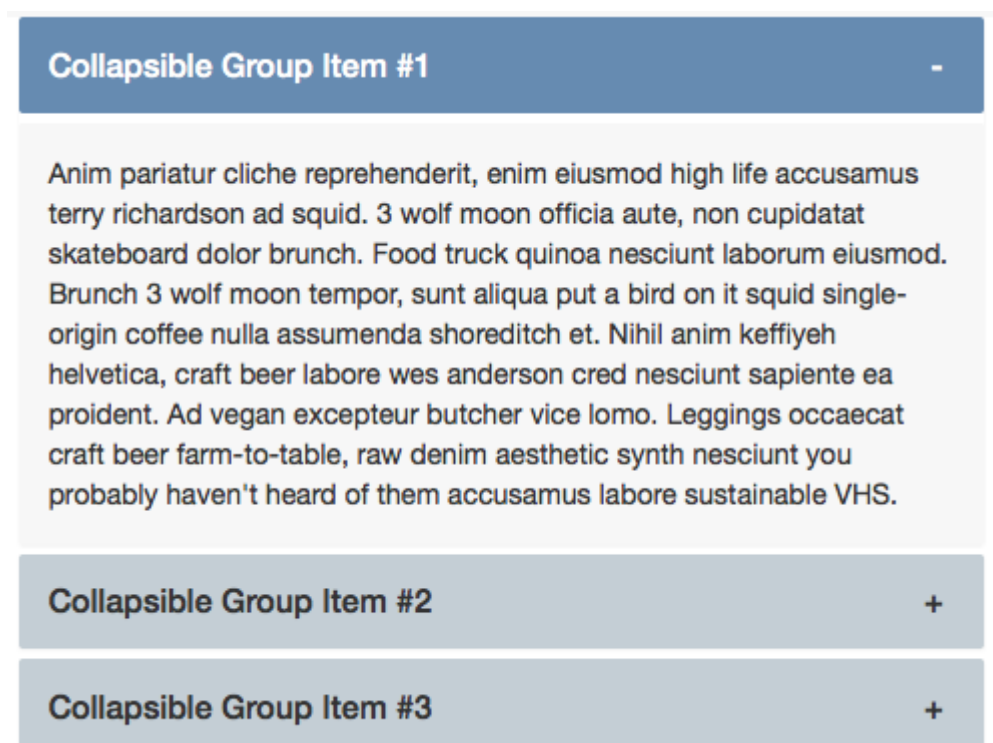 Collapsible Group Item #1 -
Anim pariatur cliche reprehenderit, enim eiusmod high life accusamus
terry richardson ad squid. 3 wolf moon officia aute, non cupidatat
skateboard dolor brunch. Food truck quinoa nesciunt laborum eiusmod.
Brunch 3 wolf moon tempor, sunt aliqua put a bird on it squid single-
origin coffee nulla assumenda shoreditch et. Nihil anim keffiyeh
helvetica, craft beer labore wes anderson cred nesciunt sapiente ea
proident. Ad vegan excepteur butcher vice lomo. Leggings occaecat
craft beer farm-to-table, raw denim aesthetic synth nesciunt you
probably haven't heard of them accusamus labore sustainable VHS.
Collapsible Group Item #2 +
Collapsible Group Item #3 +